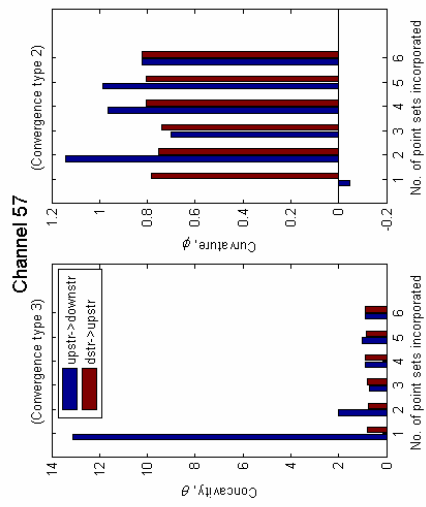 Channel 57
(Convergence type 3)
Concavity, θ
14
12
10
8
6
4
2
0
upstr->downstr
dstr->upstr
1 2 3 4 5 6
No. of point sets incorporated
(Convergence type 2)
Curvature, ϕ
1.2
1
0.8
0.6
0.4
0.2
0
-0.2
1 2 3 4 5 6
No. of point sets incorporated